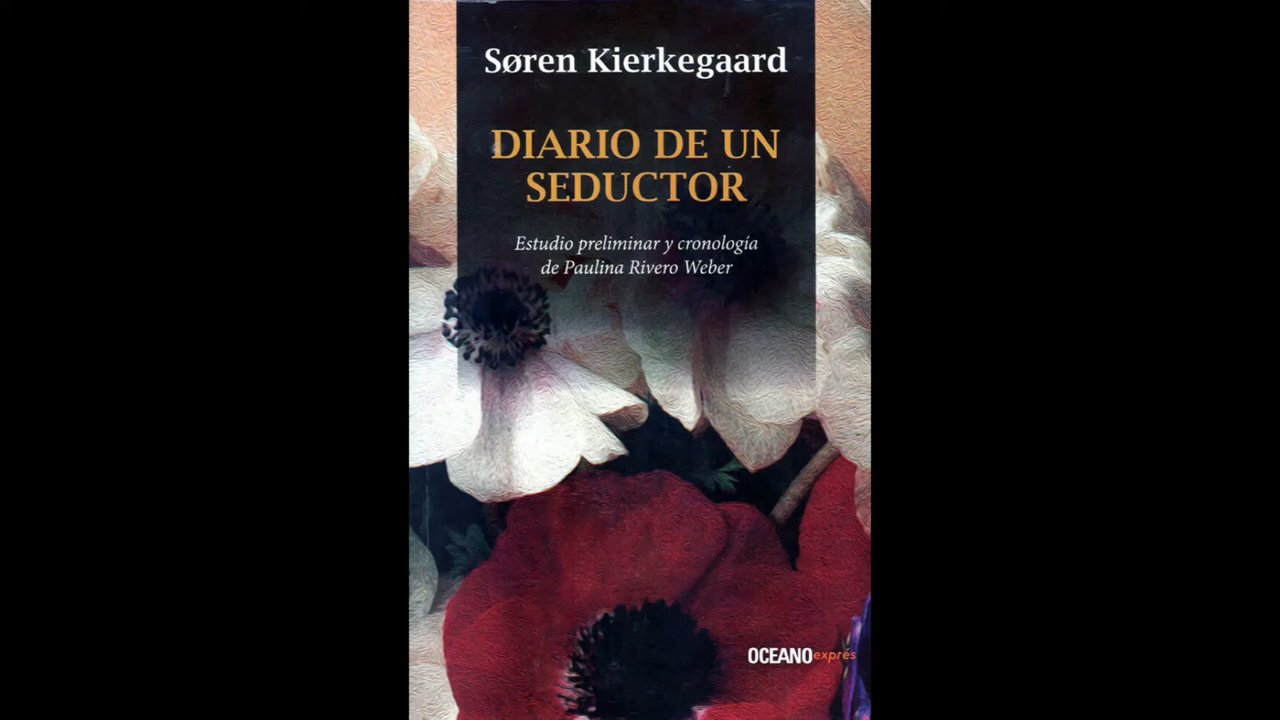 Søren Kierkegaard
DIARIO DE UN
SEDUCTOR
Estudio preliminar y cronología
de Paulina Rivero Weber
OCEANO exprés